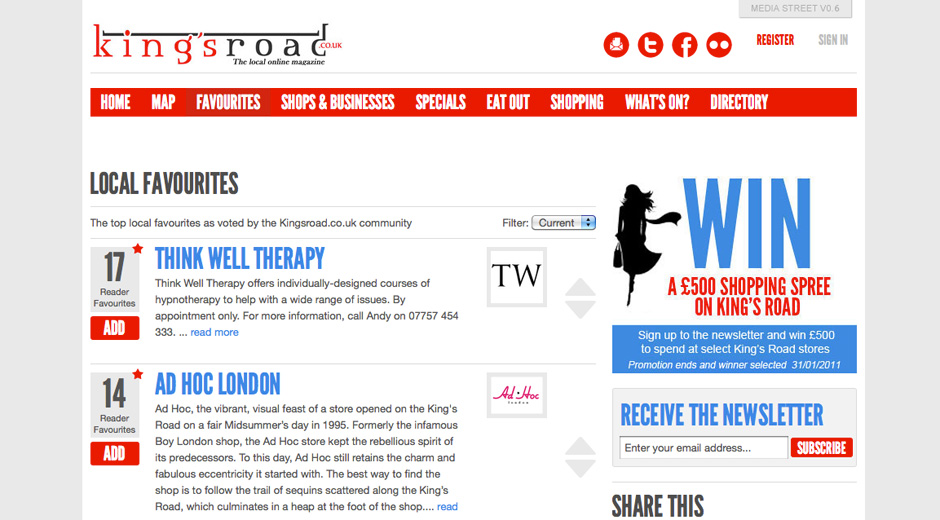 MEDIA STREET V0.6
kingsroad.co.uk
The local online magazine
REGISTER SIGN IN
HOME MAP FAVOURITES SHOPS & BUSINESSES SPECIALS EAT OUT SHOPPING WHAT'S ON? DIRECTORY
LOCAL FAVOURITES
The top local favourites as voted by the Kingsroad.co.uk community
Filter: Current
17
Reader
Favourites
ADD
THINK WELL THERAPY
Think Well Therapy offers individually-designed courses of
hypnotherapy to help with a wide range of issues. By
appointment only. For more information, call Andy on 07757 454
333. ... read more
TW
14
Reader
Favourites
ADD
AD HOC LONDON
Ad Hoc, the vibrant, visual feast of a store opened on the King's
Road on a fair Midsummer's day in 1995. Formerly the infamous
Boy London shop, the Ad Hoc store kept the rebellious spirit of
its predecessors. To this day, Ad Hoc still retains the charm and
fabulous eccentricity it started with. The best way to find the
shop is to follow the trail of sequins scattered along the King's
Road, which culminates in a heap at the foot of the shop.... read
Ad·Hoc
london
WIN
A £500 SHOPPING SPREE
ON KING'S ROAD
Sign up to the newsletter and win £500
to spend at select King's Road stores
Promotion ends and winner selected 31/01/2011
RECEIVE THE NEWSLETTER
Enter your email address... SUBSCRIBE
SHARE THIS